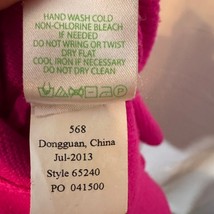 HAND WASH COLD
NON-CHLORINE BLEACH
IF NEEDED
DO NOT WRING OR TWIST
DRY FLAT
COOL IRON IF NECESSARY
DO NOT DRY CLEAN
568
Dongguan, China
Jul-2013
Style 65240
PO 041500